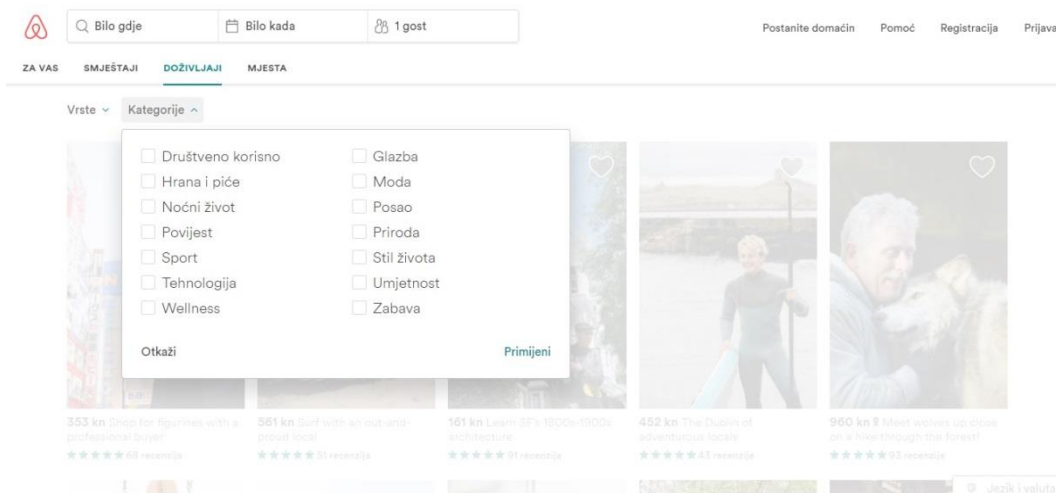 Bilo gdje
Bilo kada
1 gost
Postanite domaćin
Pomoć
Registracija
Prijava
ZA VAS
SMJEŠTAJI
DOŽIVLJAJI
MJESTA
Vrste
Kategorije
Društveno korisno
Glazba
Hrana i piće
Moda
Noćni život
Posao
Povijest
Priroda
Sport
Stil života
Tehnologija
Umjetnost
Wellness
Zabava
Otkaži
Primijeni
353 kn Shop for figurines with a
professional buyer
68 recenzija
561 kn Surf with an out-and-
proud local
51 recenzija
161 kn Learn SF's 1800s-1900s
architecture
91 recenzija
452 kn The Dublin of
adventurous locals
43 recenzija
960 kn Meet wolves up close
on a hike through the forest!
93 recenzija
Jezik i valuta